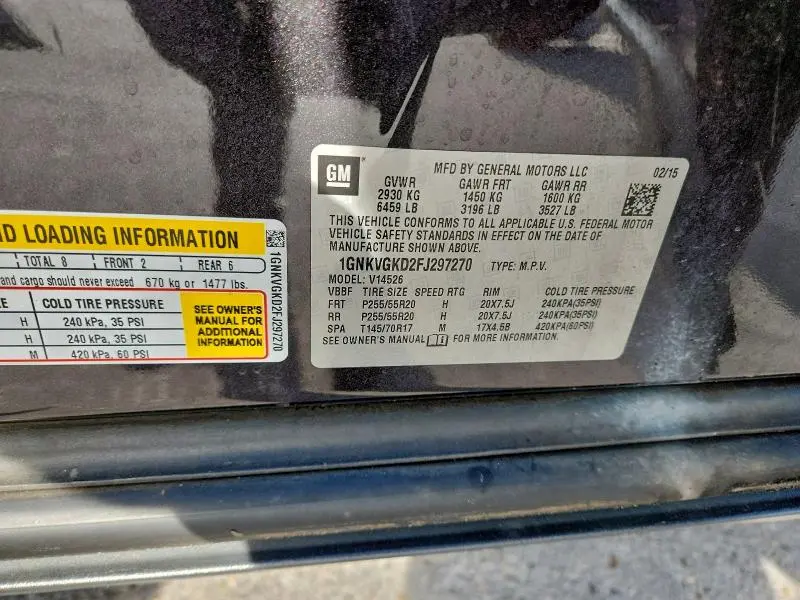 ND LOADING INFORMATION
TOTAL 8 FRONT 2 REAR 6
and cargo should never exceed 670 kg or 1477 lbs.
COLD TIRE PRESSURE
H 240 kPa, 35 PSI
H 240 kPa, 35 PSI
M 420 kPa, 60 PSI
SEE OWNER'S
MANUAL FOR
ADDITIONAL
INFORMATION
1GNKVGKD2FJ297270
GM
MFD BY GENERAL MOTORS LLC 02/15
GVWR GAWR FRT GAWR RR
2930 KG 1450 KG 1600 KG
6459 LB 3196 LB 3527 LB
THIS VEHICLE CONFORMS TO ALL APPLICABLE U.S. FEDERAL MOTOR
VEHICLE SAFETY STANDARDS IN EFFECT ON THE DATE OF
MANUFACTURE SHOWN ABOVE.
1GNKVGKD2FJ297270 TYPE: M.P.V.
MODEL: V14526
VBBF TIRE SIZE SPEED RTG RIM COLD TIRE PRESSURE
FRT P255/55R20 H 20X7.5J 240KPA(35PSI)
RR P255/55R20 H 20X7.5J 240KPA(35PSI)
SPA T145/70R17 M 17X4.5B 420KPA(60PSI)
SEE OWNER'S MANUAL FOR MORE INFORMATION.